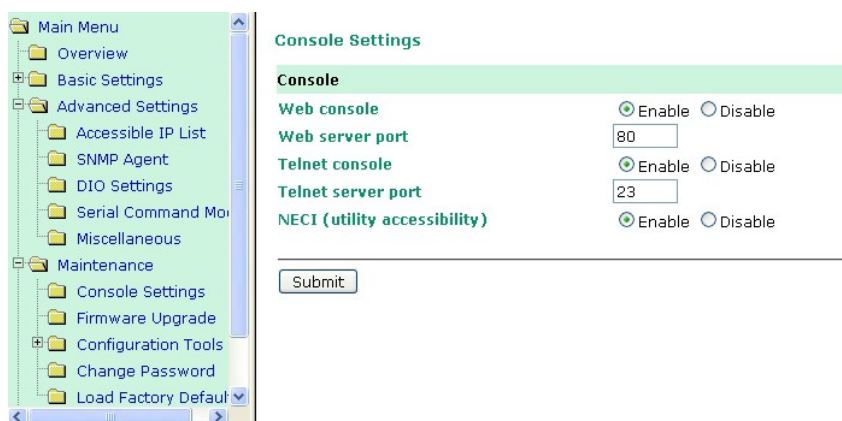 Main Menu
Overview
Basic Settings
Advanced Settings
Accessible IP List
SNMP Agent
DIO Settings
Serial Command Mo
Miscellaneous
Maintenance
Console Settings
Firmware Upgrade
Configuration Tools
Change Password
Load Factory Defaul
Console Settings
Console
Web console Enable Disable
Web server port 80
Telnet console Enable Disable
Telnet server port 23
NECI (utility accessibility) Enable Disable
Submit